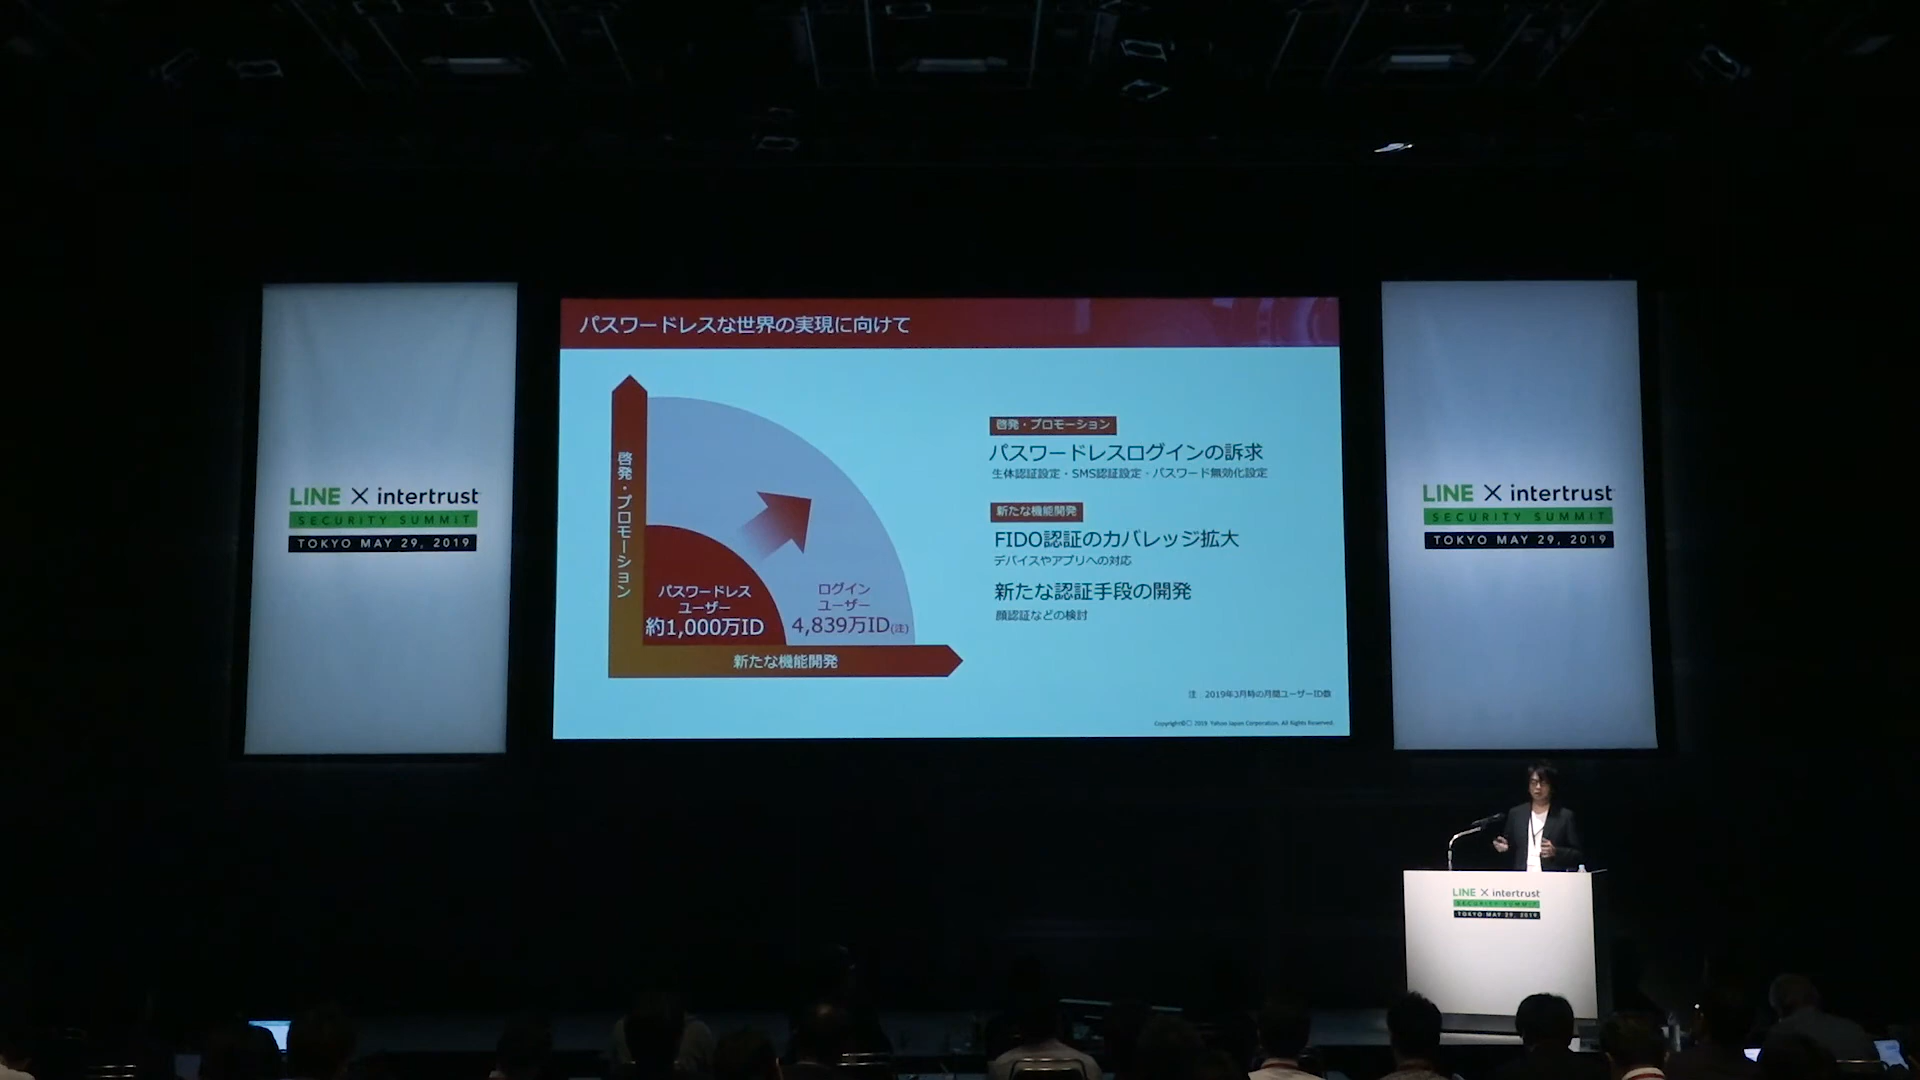 パスワードレスな世界の実現に向けて
啓発・プロモーション
パスワードレス
ユーザー
約1,000万ID
ログイン
ユーザー
4,839万ID(注)
新たな機能開発
啓発・プロモーション
パスワードレスログインの訴求
生体認証設定・SMS認証設定・パスワード無効化設定
新たな機能開発
FIDO認証のカバレッジ拡大
デバイスやアプリへの対応
新たな認証手段の開発
顔認証などの検討
注 2019年3月時の月間ユーザーID数
Copyright©□ 2019 Yahoo Japan Corporation. All Rights Reserved.
LINE × intertrust
SECURITY SUMMIT
TOKYO MAY 29, 2019
LINE × intertrust
SECURITY SUMMIT
TOKYO MAY 29, 2019
LINE × intertrust
SECURITY SUMMIT
TOKYO MAY 29, 2019